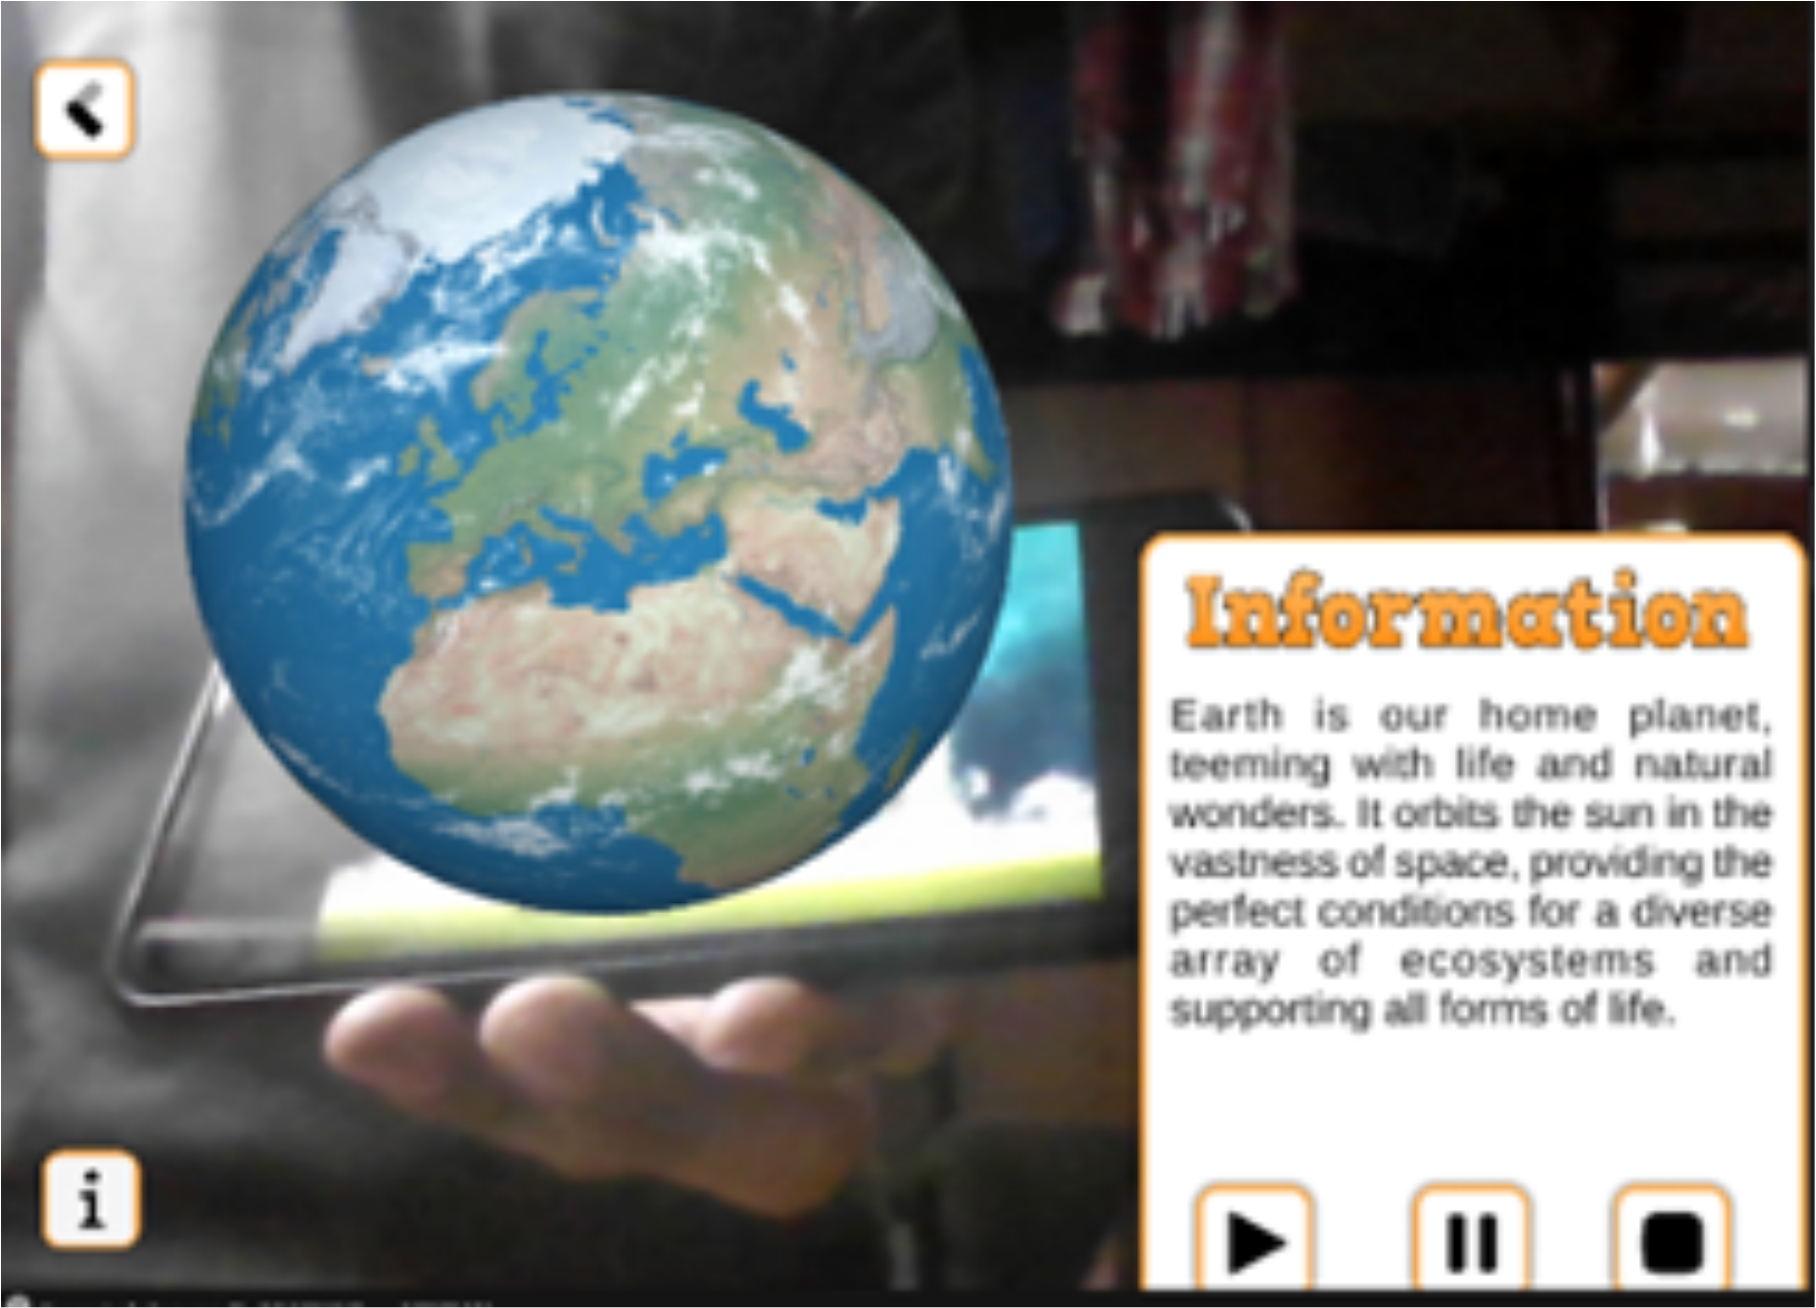 Information
Earth is our home planet,
teeming with life and natural
wonders. It orbits the sun in the
vastness of space, providing the
perfect conditions for a diverse
array of ecosystems and
supporting all forms of life.
i